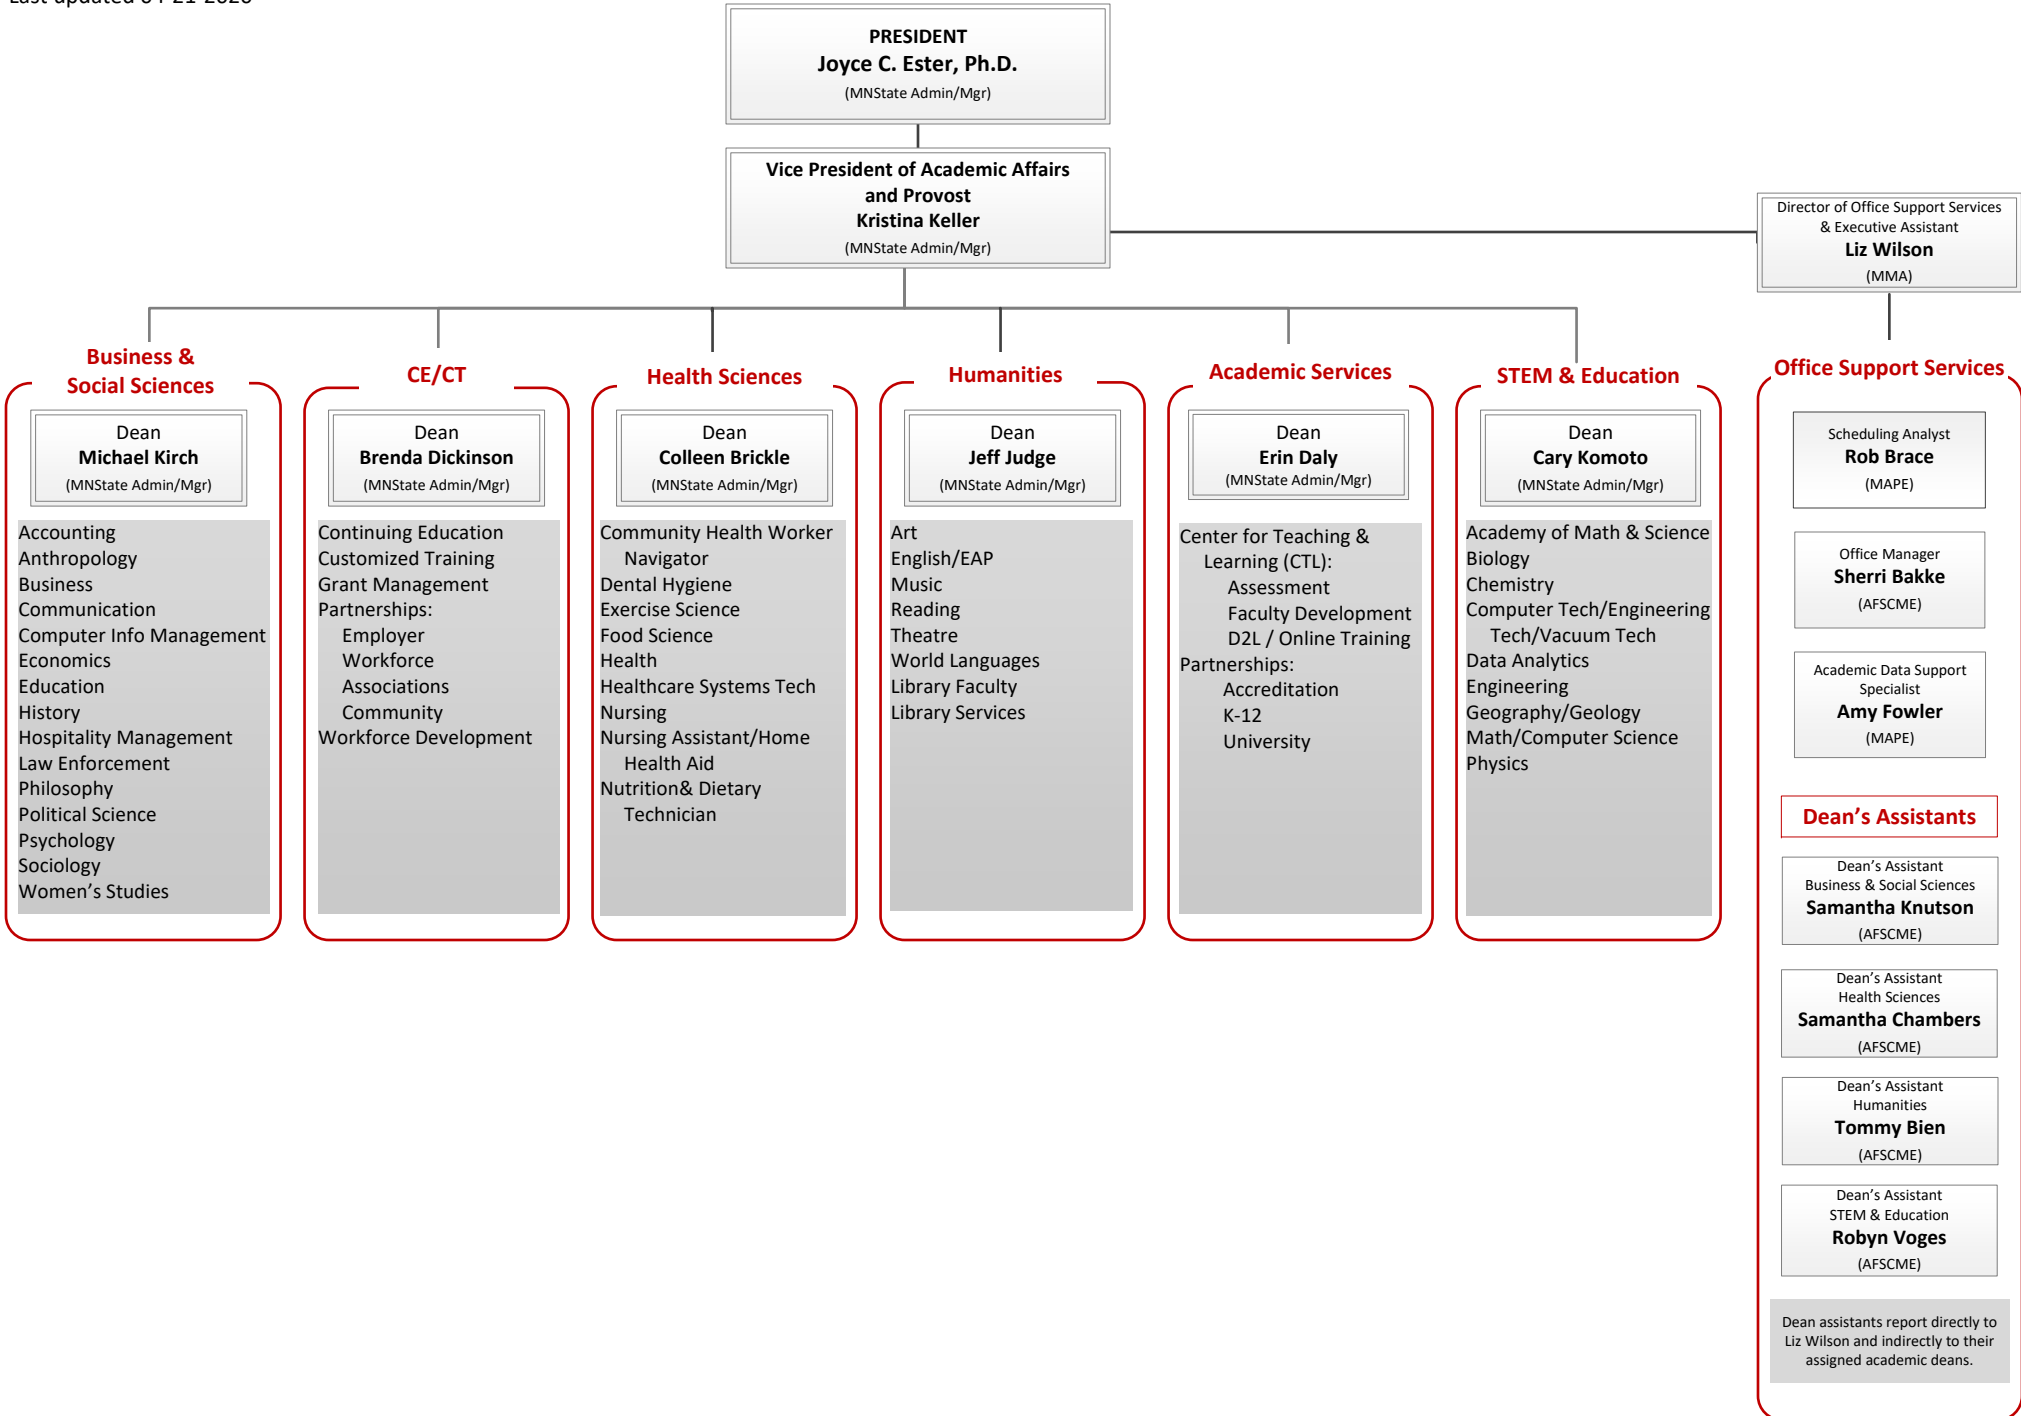 PRESIDENT
Joyce C. Ester, Ph.D.
(MNState Admin/Mgr)
Vice President of Academic Affairs
and Provost
Kristina Keller
(MNState Admin/Mgr)
Director of Office Support Services
& Executive Assistant
Liz Wilson
(MMA)
Business &
Social Sciences
Dean
Michael Kirch
(MNState Admin/Mgr)
Accounting
Anthropology
Business
Communication
Computer Info Management
Economics
Education
History
Hospitality Management
Law Enforcement
Philosophy
Political Science
Psychology
Sociology
Women’s Studies
CE/CT
Dean
Brenda Dickinson
(MNState Admin/Mgr)
Continuing Education
Customized Training
Grant Management
Partnerships:
Employer
Workforce
Associations
Community
Workforce Development
Health Sciences
Dean
Colleen Brickle
(MNState Admin/Mgr)
Community Health Worker
Navigator
Dental Hygiene
Exercise Science
Food Science
Health
Healthcare Systems Tech
Nursing
Nursing Assistant/Home
Health Aid
Nutrition& Dietary
Technician
Humanities
Dean
Jeff Judge
(MNState Admin/Mgr)
Art
English/EAP
Music
Reading
Theatre
World Languages
Library Faculty
Library Services
Academic Services
Dean
Erin Daly
(MNState Admin/Mgr)
Center for Teaching &
Learning (CTL):
Assessment
Faculty Development
D2L / Online Training
Partnerships:
Accreditation
K-12
University
STEM & Education
Dean
Cary Komoto
(MNState Admin/Mgr)
Academy of Math & Science
Biology
Chemistry
Computer Tech/Engineering
Tech/Vacuum Tech
Data Analytics
Engineering
Geography/Geology
Math/Computer Science
Physics
Office Support Services
Scheduling Analyst
Rob Brace
(MAPE)
Office Manager
Sherri Bakke
(AFSCME)
Academic Data Support
Specialist
Amy Fowler
(MAPE)
Dean’s Assistants
Dean’s Assistant
Business & Social Sciences
Samantha Knutson
(AFSCME)
Dean’s Assistant
Health Sciences
Samantha Chambers
(AFSCME)
Dean’s Assistant
Humanities
Tommy Bien
(AFSCME)
Dean’s Assistant
STEM & Education
Robyn Voges
(AFSCME)
Dean assistants report directly to
Liz Wilson and indirectly to their
assigned academic deans.